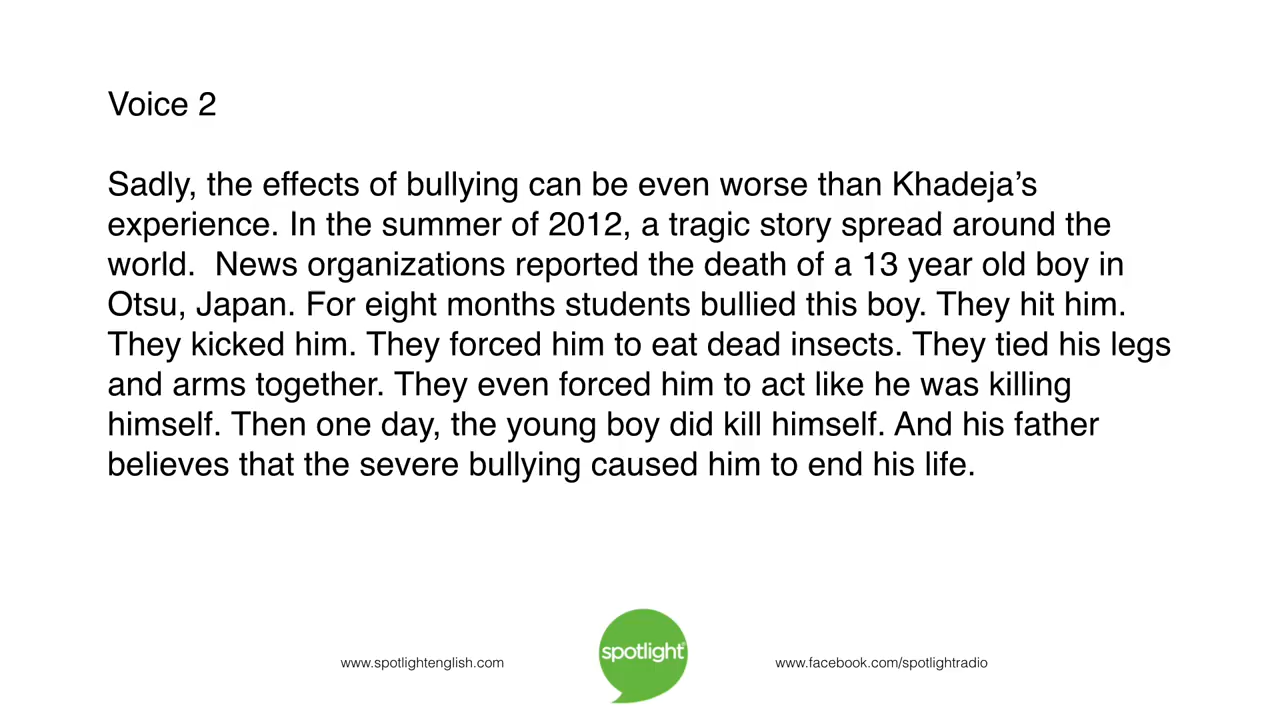 Voice 2
Sadly, the effects of bullying can be even worse than Khadeja’s
experience. In the summer of 2012, a tragic story spread around the
world.  News organizations reported the death of a 13 year old boy in
Otsu, Japan. For eight months students bullied this boy. They hit him.
They kicked him. They forced him to eat dead insects. They tied his legs
and arms together. They even forced him to act like he was killing
himself. Then one day, the young boy did kill himself. And his father
believes that the severe bullying caused him to end his life.
www.spotlightenglish.com
spotlight®
www.facebook.com/spotlightradio